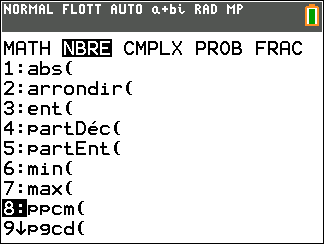 NORMAL FLOTT AUTO a+bi RAD MP
MATH NBRE CMPLX PROB FRAC
1:abs(
2:arrondir(
3:ent(
4:partDéc(
5:partEnt(
6:min(
7:max(
8:ppcm(
9↓pgcd(